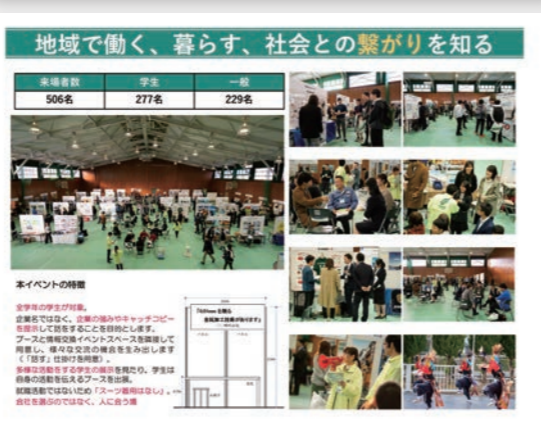 地域で働く、暮らす、社会との繋がりを知る
来場者数 学生 一般
506名 277名 229名
本イベントの特徴
全学年の学生が対象。
企業名ではなく、企業の強みやキャッチコピー
を提示して話をすることを目的とします。
ブースと情報交換イベントスペースを隣接して
用意し、様々な交流の機会を生み出します
（「話す」仕掛けを用意）。
多様な活動をする学生の展示を見たり、学生は
自身の活動を伝えるブースを出展。
就職活動ではないため「スーツ着用はなし」。
会社を選ぶのではなく、人に会う場